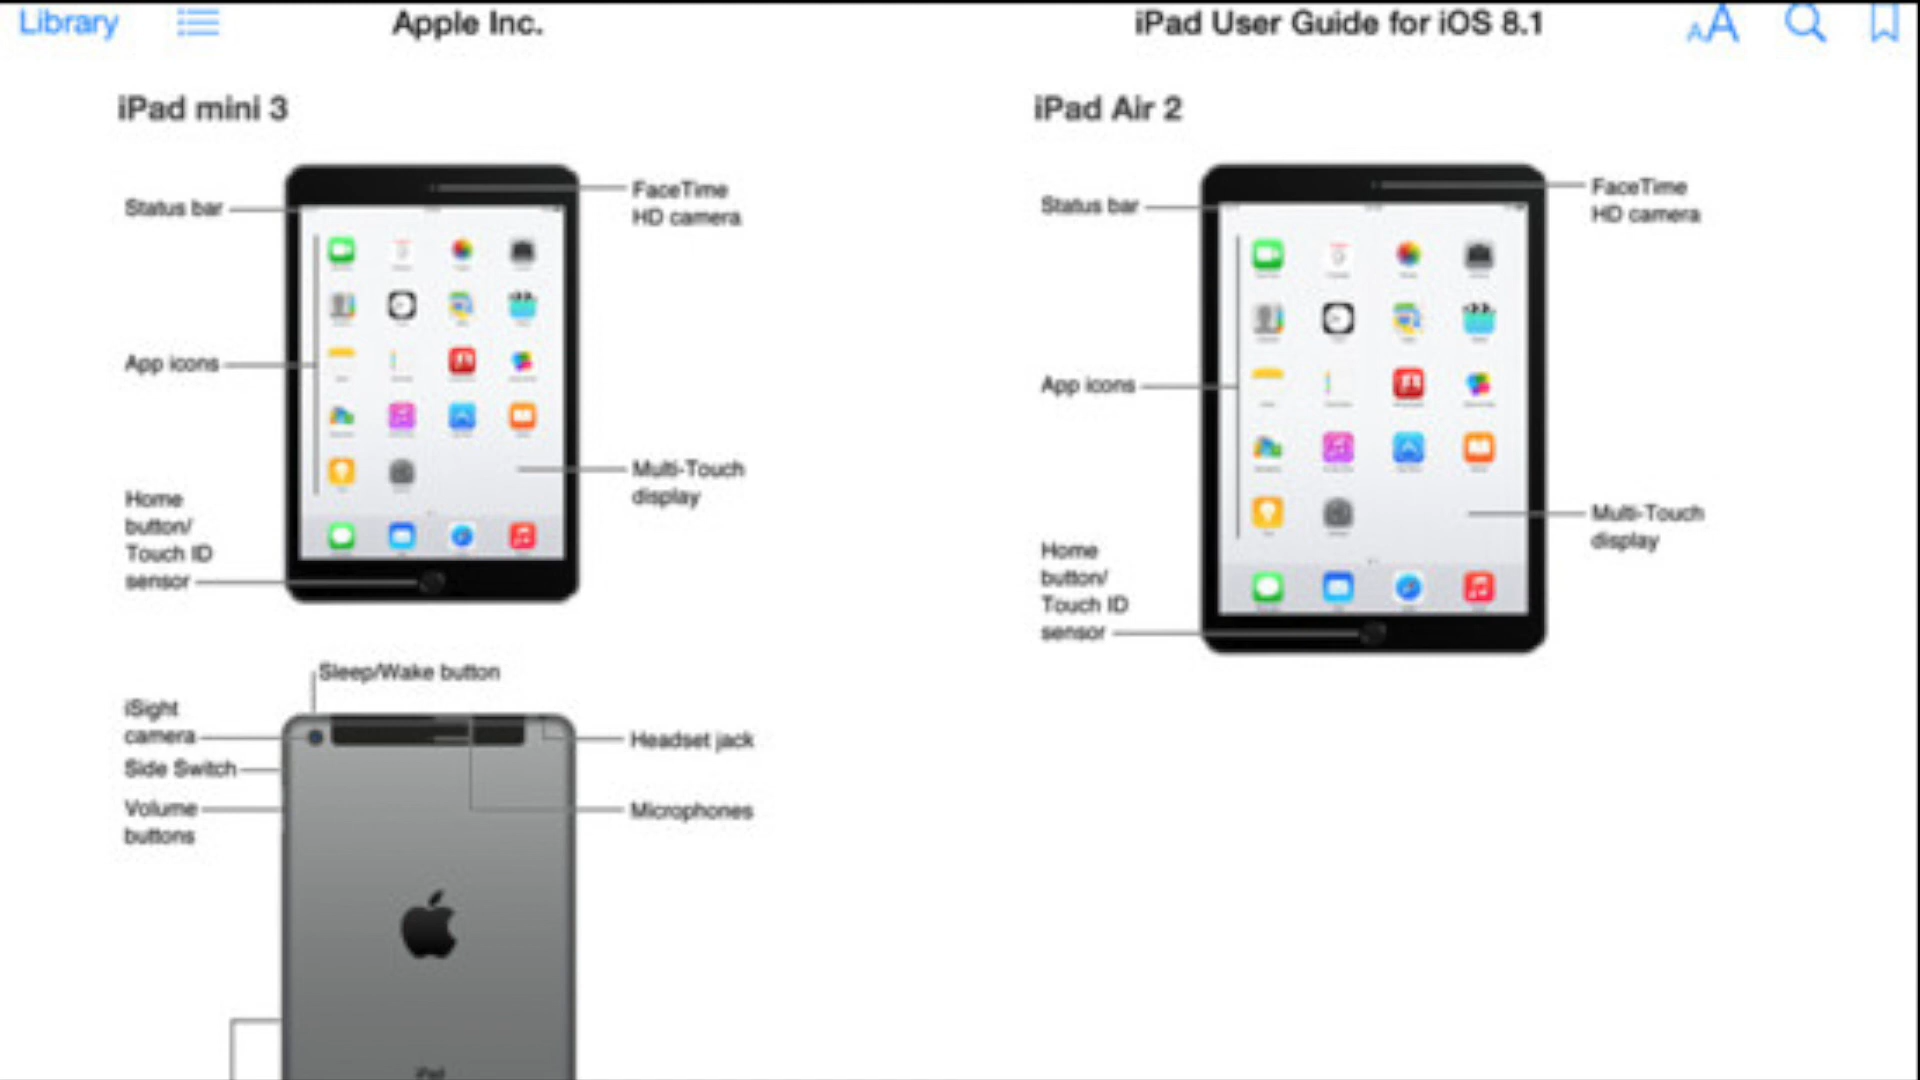 Library
Apple Inc.
iPad User Guide for iOS 8.1
AA
iPad mini 3
Status bar
FaceTime
HD camera
App icons
Multi-Touch
display
Home
button/
Touch ID
sensor
Sleep/Wake button
iSight
camera
Side Switch
Volume
buttons
Headset jack
Microphones
iPad
iPad Air 2
Status bar
FaceTime
HD camera
App icons
Multi-Touch
display
Home
button/
Touch ID
sensor